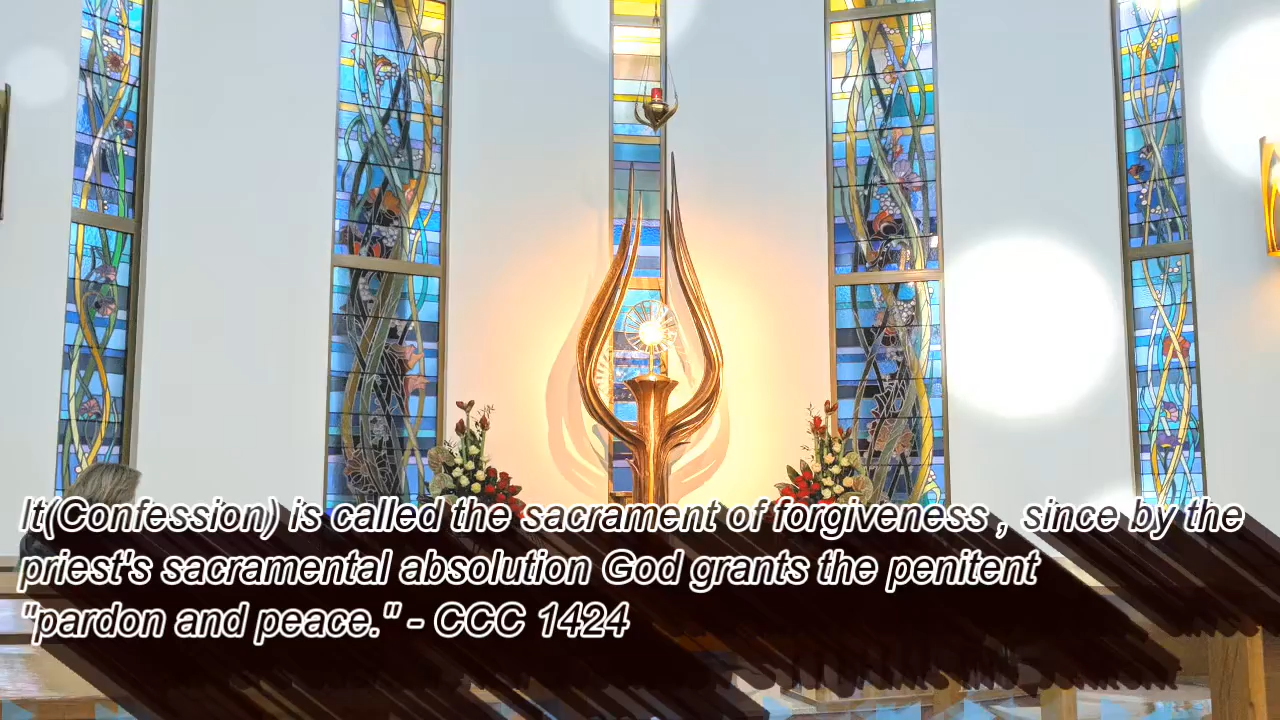 It(Confession) is called the sacrament of forgiveness , since by the
priest's sacramental absolution God grants the penitent
"pardon and peace." - CCC 1424